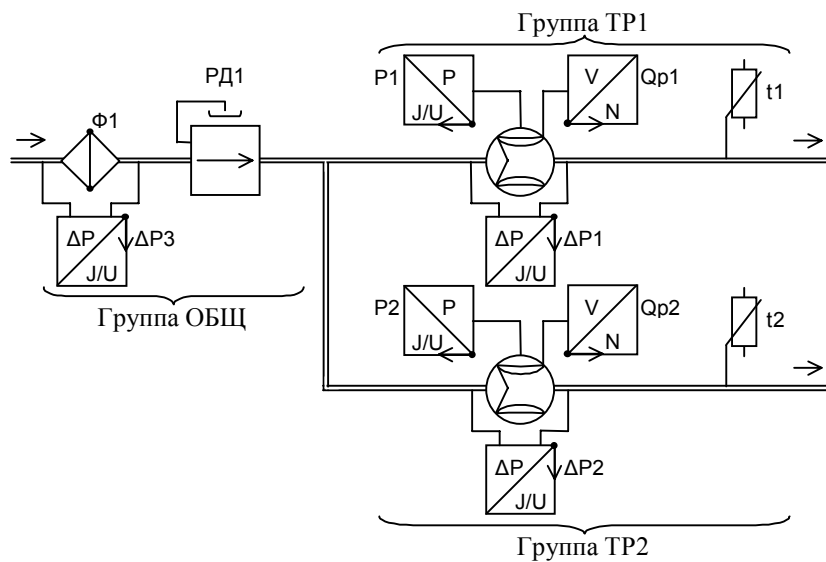 Группа ТР1
РД1
P1
P
J/U
V
N
Qp1
t1
Ф1
ΔP
J/U
ΔP3
ΔP
J/U
ΔP1
Группа ОБЩ
P2
P
J/U
V
N
Qp2
t2
ΔP
J/U
ΔP2
Группа ТР2